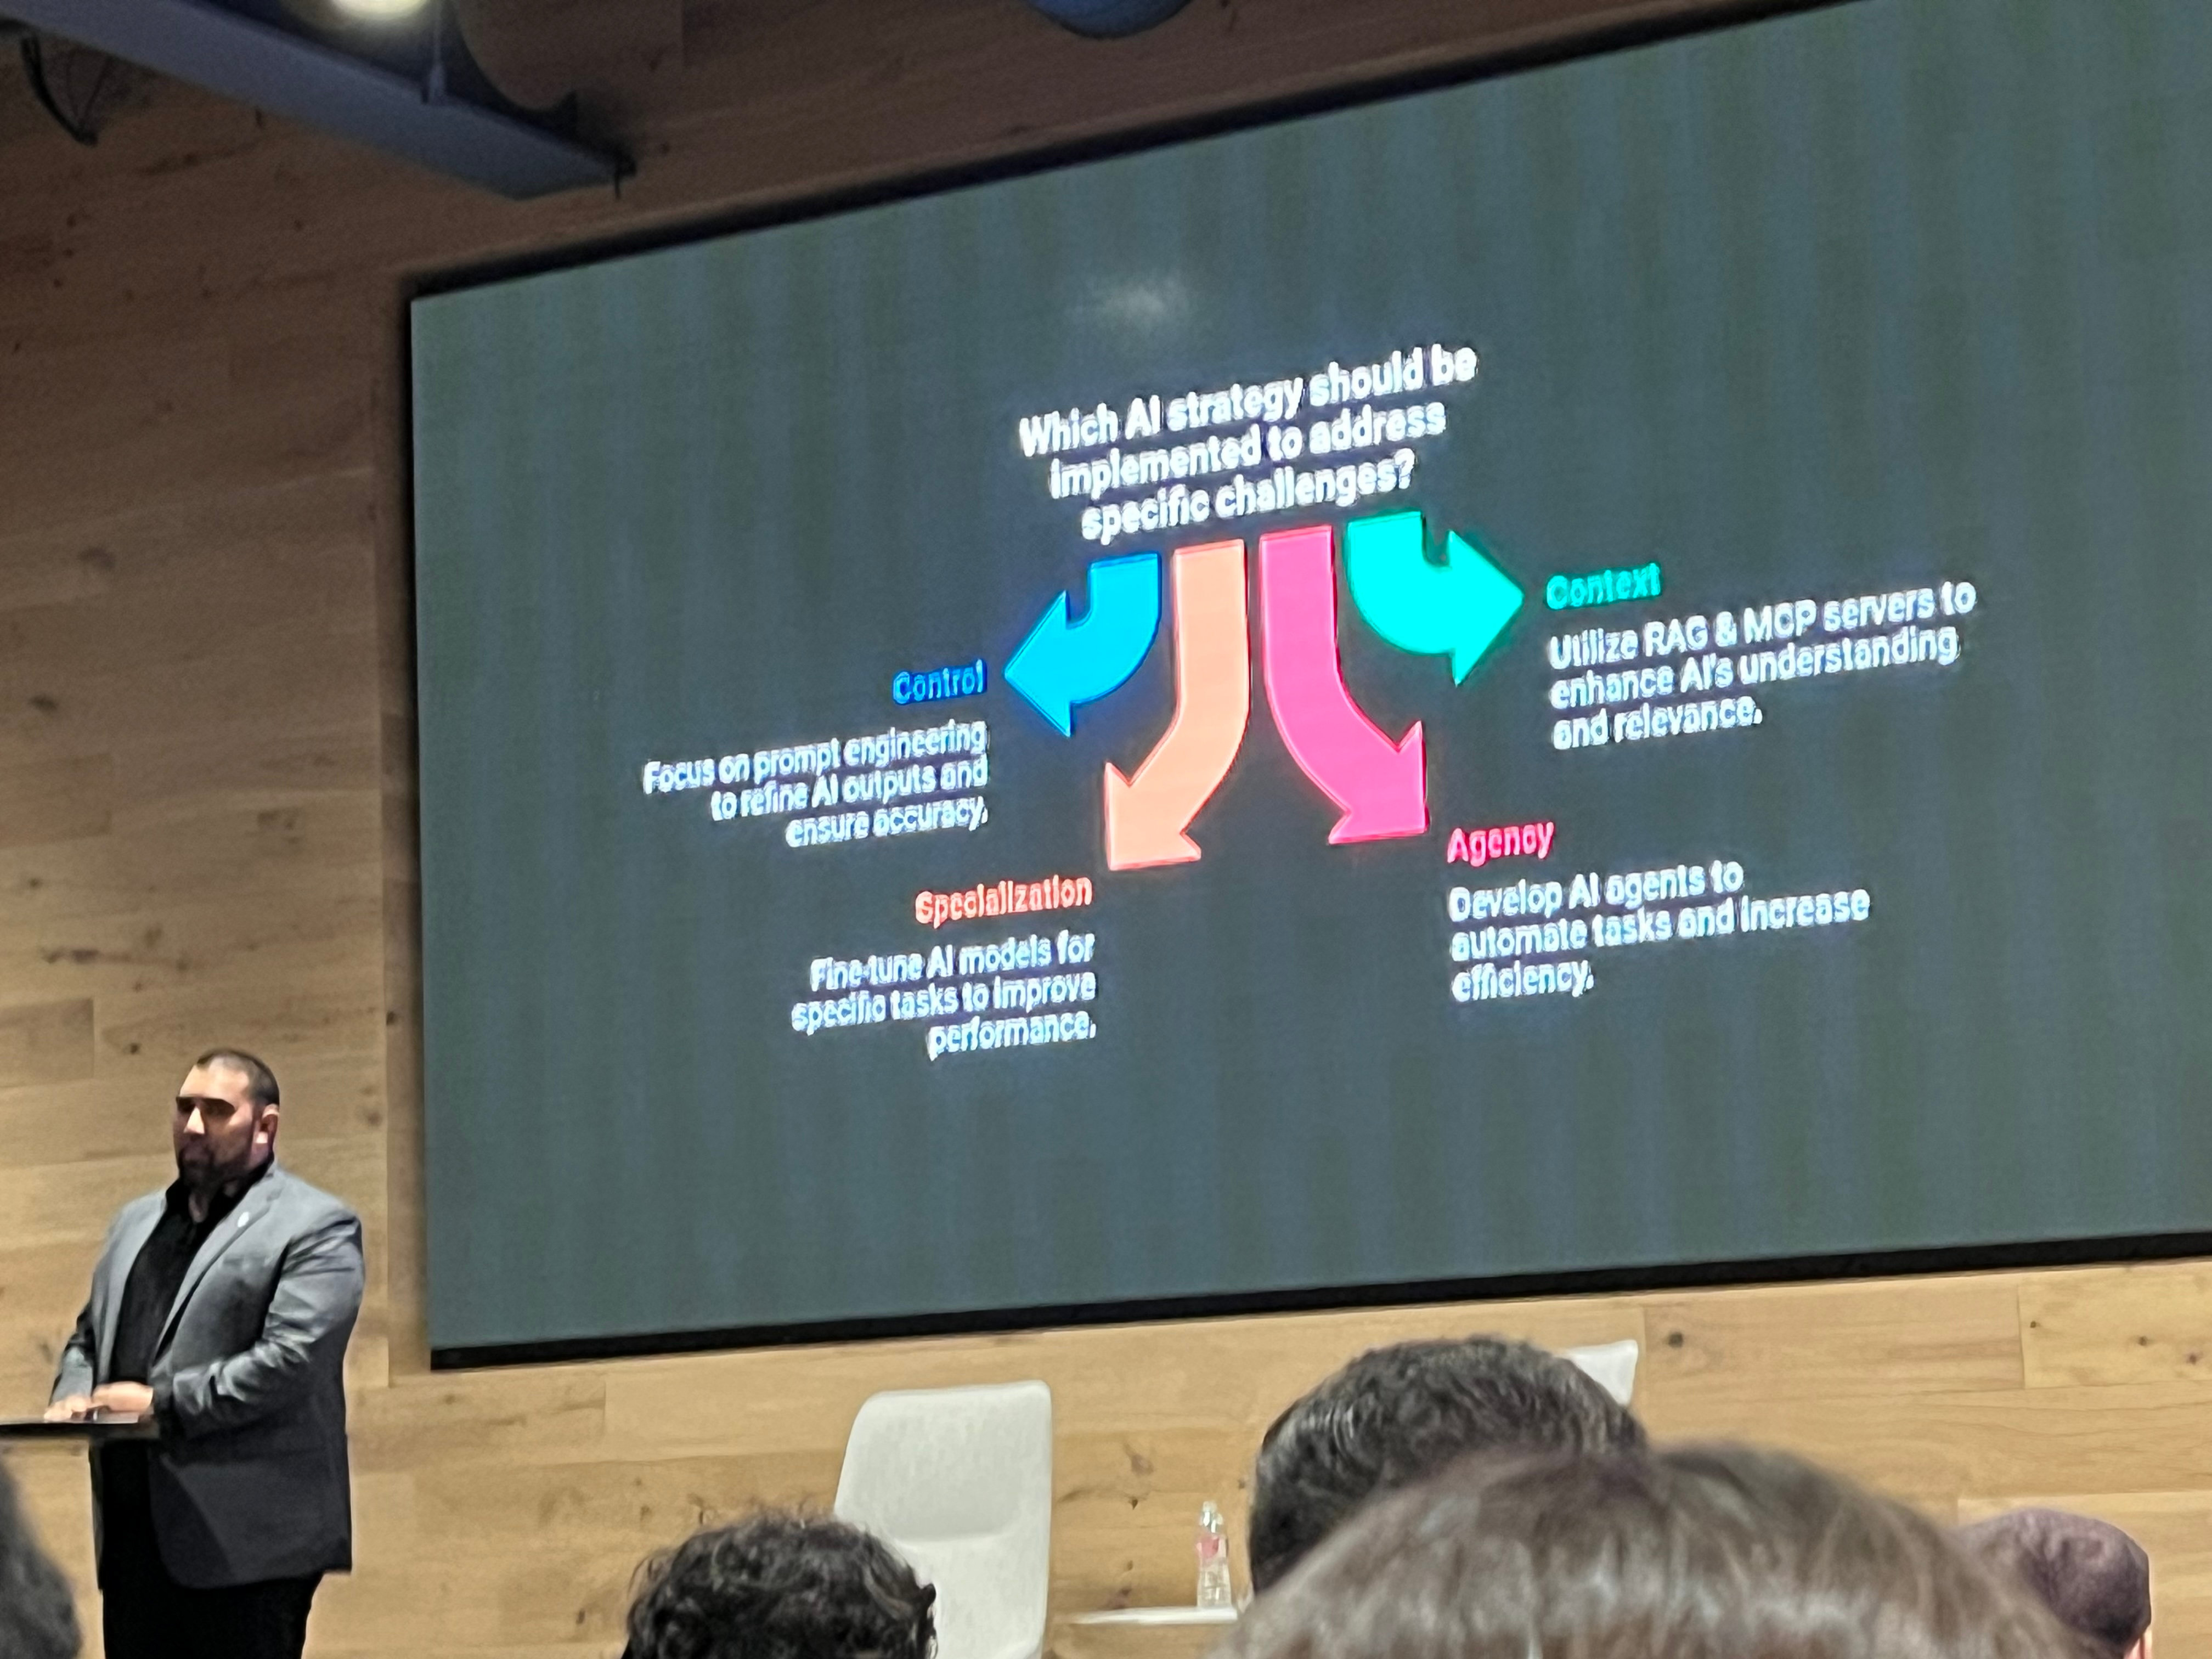 Which AI strategy should be
implemented to address
specific challenges?
Control
Focus on prompt engineering
to refine AI outputs and
ensure accuracy.
Specialization
Fine-tune AI models for
specific tasks to improve
performance.
Context
Utilize RAG & MCP servers to
enhance AI's understanding
and relevance.
Agency
Develop AI agents to
automate tasks and increase
efficiency.